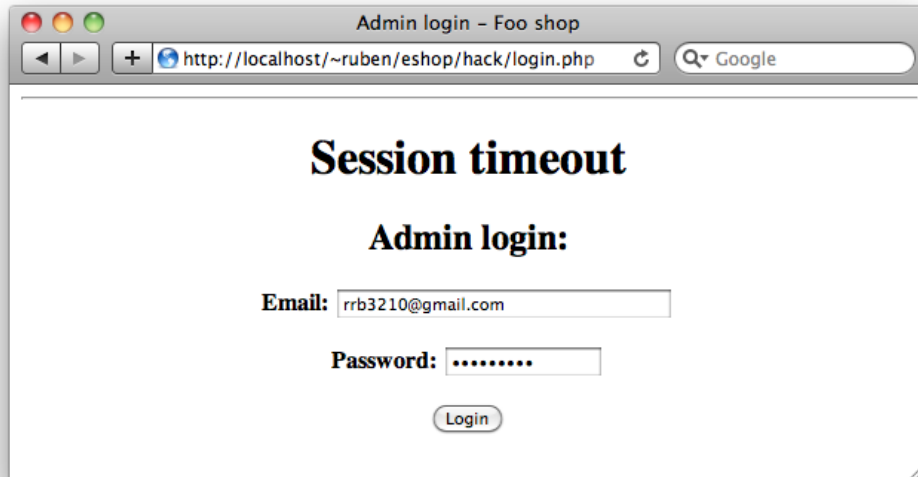 Admin login – Foo shop
http://localhost/~ruben/eshop/hack/login.php
Google
Session timeout
Admin login:
Email: rrb3210@gmail.com
Password: •••••••••
Login